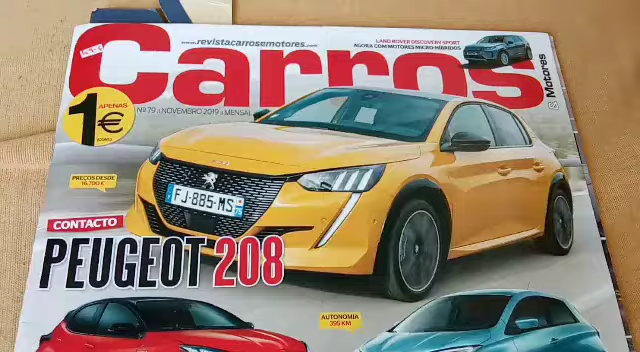 www.revistacarrosemotores.com
LAND ROVER DISCOVERY SPORT
AGORA COM MOTORES MICRO-HÍBRIDOS
Carros
Motores
APENAS
1€
Nº 79 | NOVEMBRO 2019 | MENSAL
PREÇOS DESDE
16.700 €
FJ-885-MS
CONTACTO
PEUGEOT 208
AUTONOMIA
395 KM